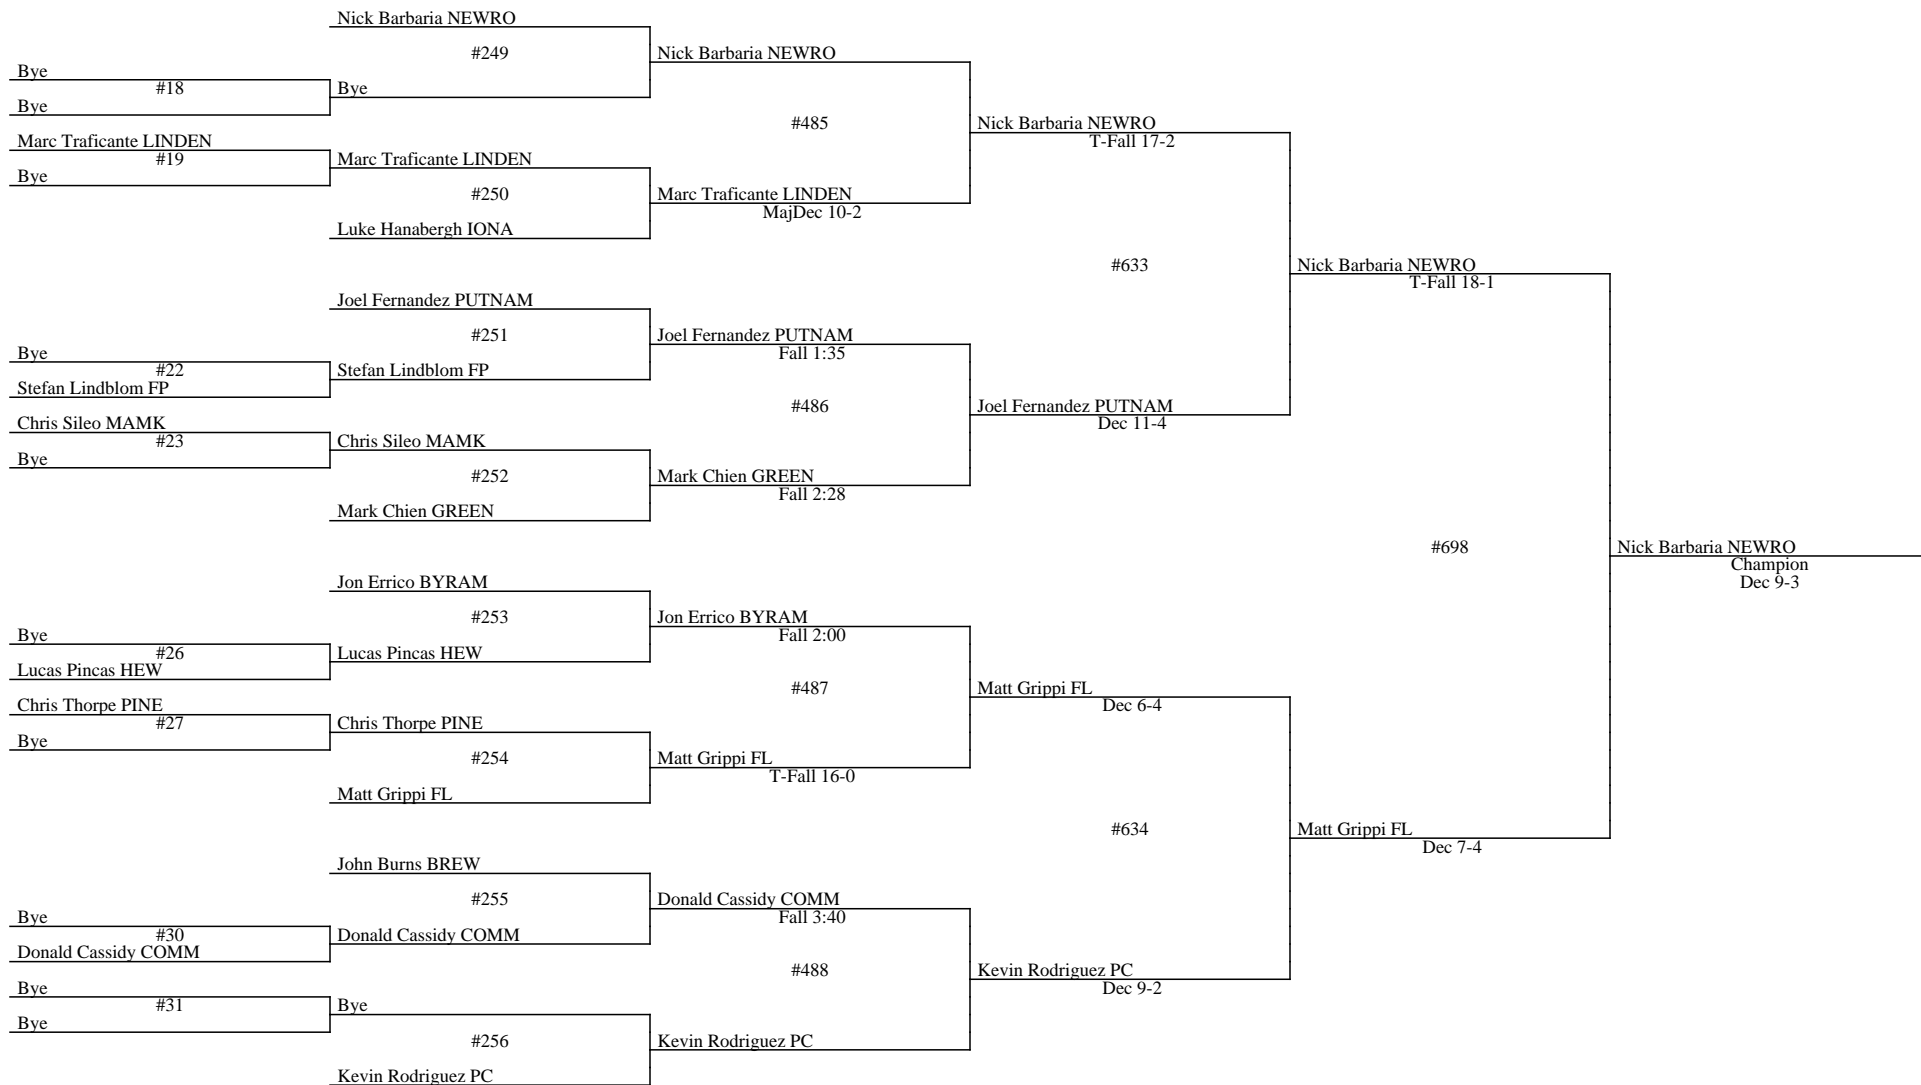 Nick Barbaria NEWRO
#249
Bye
#18
Bye
Bye
Nick Barbaria NEWRO
Marc Traficante LINDEN
#19
Bye
Marc Traficante LINDEN
#250
Luke Hanabergh IONA
#485
Marc Traficante LINDEN
MajDec 10-2
Nick Barbaria NEWRO
T-Fall 17-2
Joel Fernandez PUTNAM
#251
Bye
#22
Stefan Lindblom FP
Stefan Lindblom FP
Joel Fernandez PUTNAM
Fall 1:35
Chris Sileo MAMK
#23
Bye
Chris Sileo MAMK
#252
Mark Chien GREEN
#486
Mark Chien GREEN
Fall 2:28
Joel Fernandez PUTNAM
Dec 11-4
#633
Nick Barbaria NEWRO
T-Fall 18-1
Jon Errico BYRAM
#253
Bye
#26
Lucas Pincas HEW
Lucas Pincas HEW
Jon Errico BYRAM
Fall 2:00
Chris Thorpe PINE
#27
Bye
Chris Thorpe PINE
#254
Matt Grippi FL
#487
Matt Grippi FL
T-Fall 16-0
Matt Grippi FL
Dec 6-4
John Burns BREW
#255
Bye
#30
Donald Cassidy COMM
Donald Cassidy COMM
Donald Cassidy COMM
Fall 3:40
Bye
#31
Bye
Bye
#256
Kevin Rodriguez PC
#488
Kevin Rodriguez PC
Kevin Rodriguez PC
Dec 9-2
#634
Matt Grippi FL
Dec 7-4
#698
Nick Barbaria NEWRO
Champion
Dec 9-3